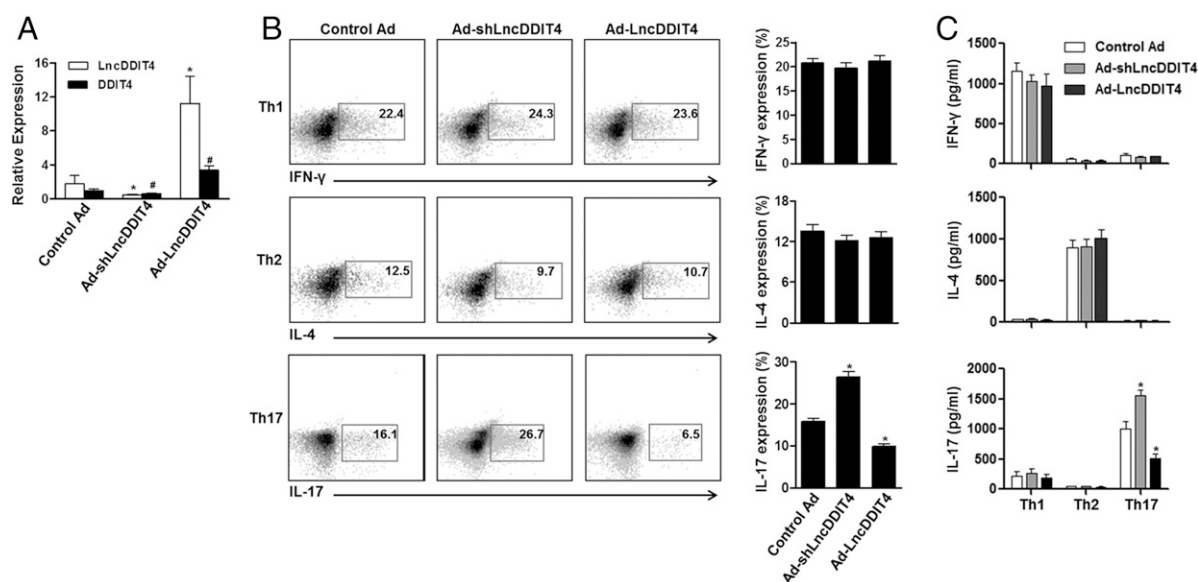 A
Relative Expression
16
12
8
4
0
LncDDIT4
DDIT4
*
*
#
#
Control Ad
Ad-shLncDDIT4
Ad-LncDDIT4
B
Control Ad
Ad-shLncDDIT4
Ad-LncDDIT4
Th1
22.4
24.3
23.6
IFN-γ
Th2
12.5
9.7
10.7
IL-4
Th17
16.1
26.7
6.5
IL-17
IFN-γ expression (%)
25
20
15
10
5
0
IL-4 expression (%)
18
15
12
9
6
3
0
IL-17 expression (%)
40
30
20
10
0
*
*
Control Ad
Ad-shLncDDIT4
Ad-LncDDIT4
C
IFN-γ (pg/ml)
1500
1000
500
0
Control Ad
Ad-shLncDDIT4
Ad-LncDDIT4
IL-4 (pg/ml)
1500
1000
500
0
IL-17 (pg/ml)
2000
1500
1000
500
0
*
*
Th1 Th2 Th17